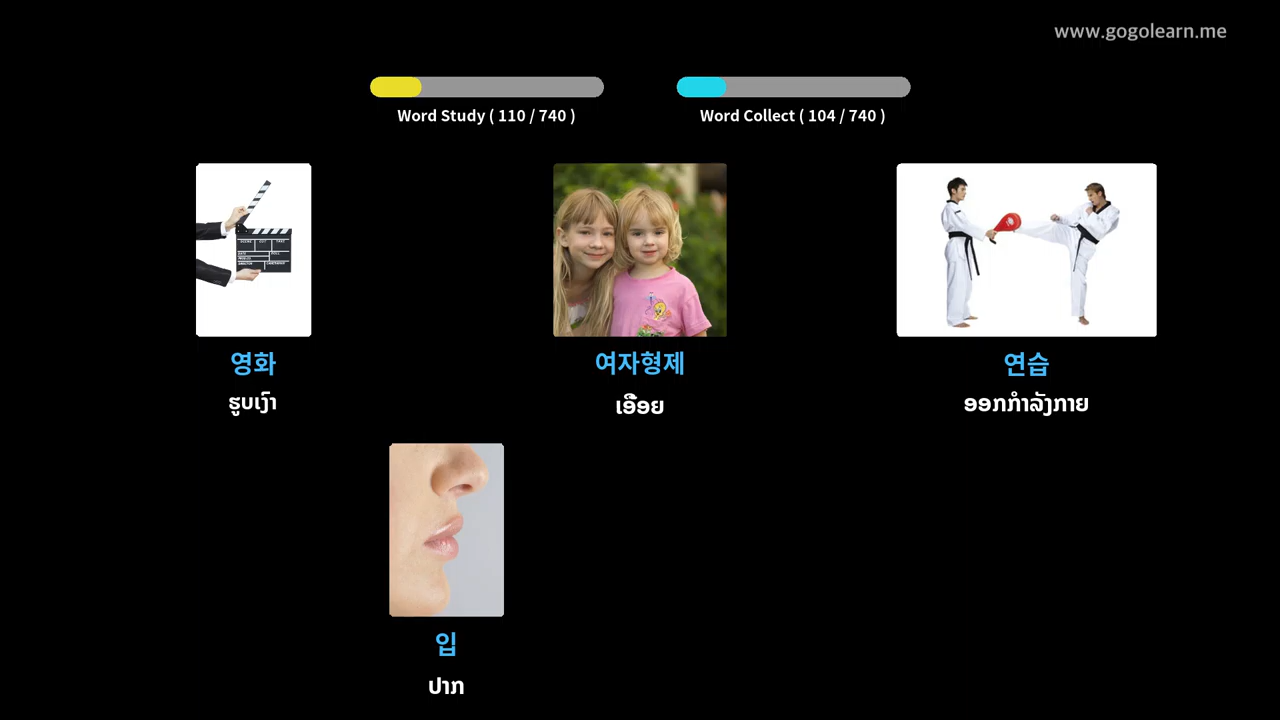 www.gogolearn.me
Word Study ( 110 / 740 )
Word Collect ( 104 / 740 )
영화
여자형제
연습
ຮູບເງົາ
ເອື້ອຍ
ອອກກຳລັງກາຍ
입
ປາກ